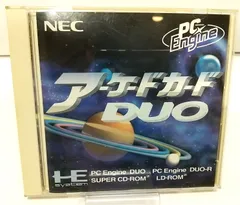 NEC
PC Engine
アーケードカード
DUO
HE system
PC Engine DUO PC Engine DUO-R
SUPER CD-ROM² LD-ROM²